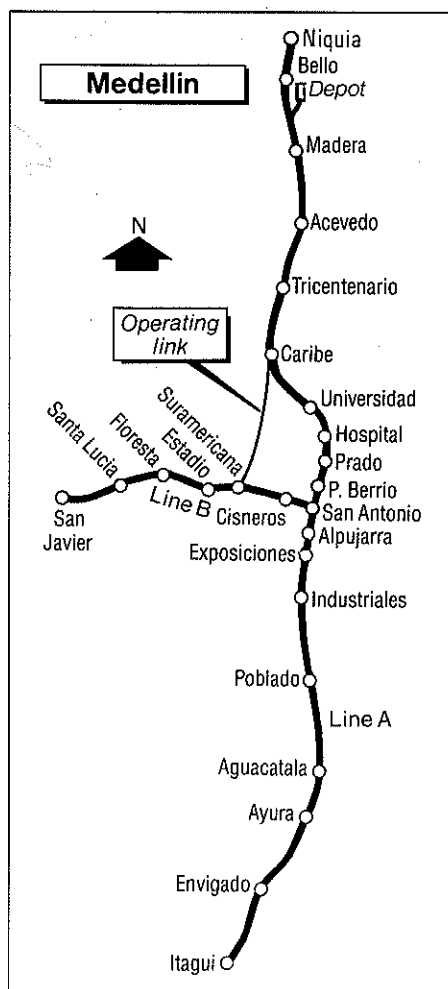 Medellin
Niquia
Bello
Depot
Madera
N
Acevedo
Tricentenario
Operating
link
Caribe
Universidad
Suramericana
Estadio
Floresta
Santa Lucia
Hospital
Prado
P. Berrio
Line B
Cisneros
San Antonio
San
Javier
Alpujarra
Exposiciones
Industriales
Poblado
Line A
Aguacatala
Ayura
Envigado
Itagui